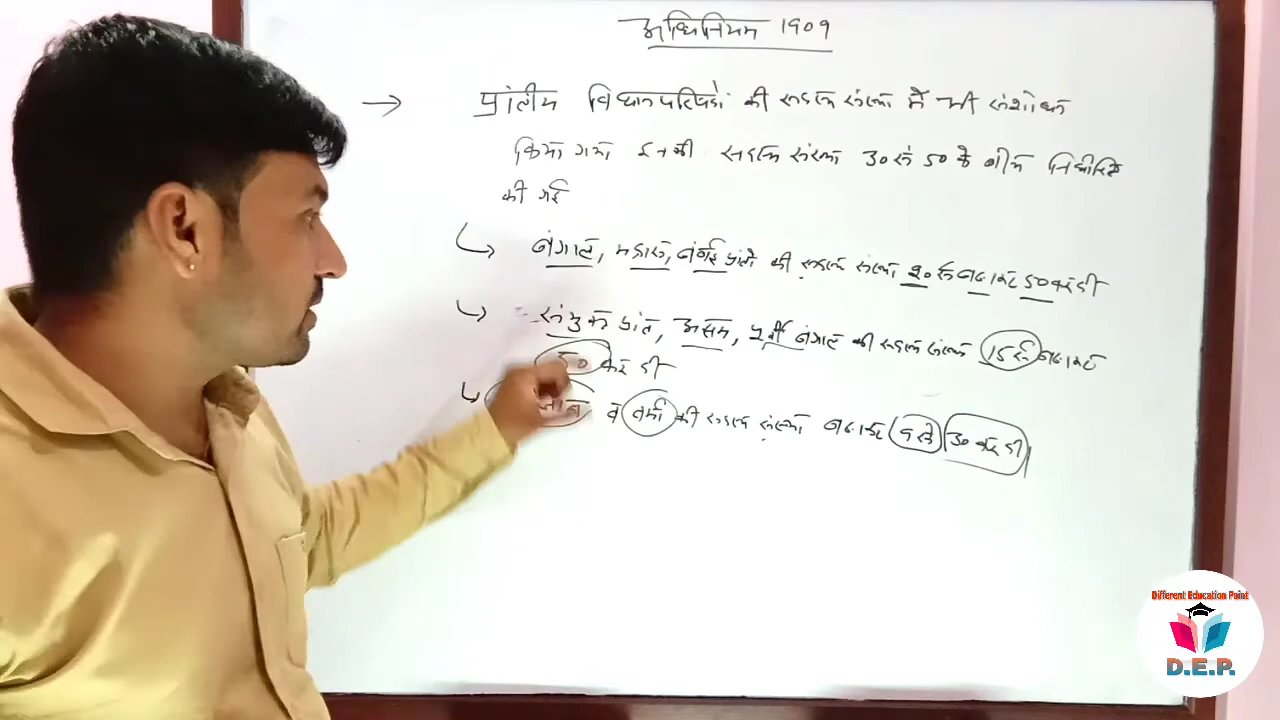 अधिनियम 1909
→ प्रांतीय विधानपरिषदों की सदस्य संख्या में भी संशोधन
किया गया इनकी सदस्य संख्या 30 से 50 के बीच निर्धारित
की गई
बंगाल, मद्रास, बंबई प्रांतो की सदस्य संख्या 20 से बढाकर 50 कर दी
संयुक्त प्रांत, असम, पूर्वी बंगाल की सदस्य संख्या 15 से बढाकर
50 कर दी
व बर्मा की सदस्य संख्या बढाकर 9 से 30 कर दी
Different Education Point
D.E.P.